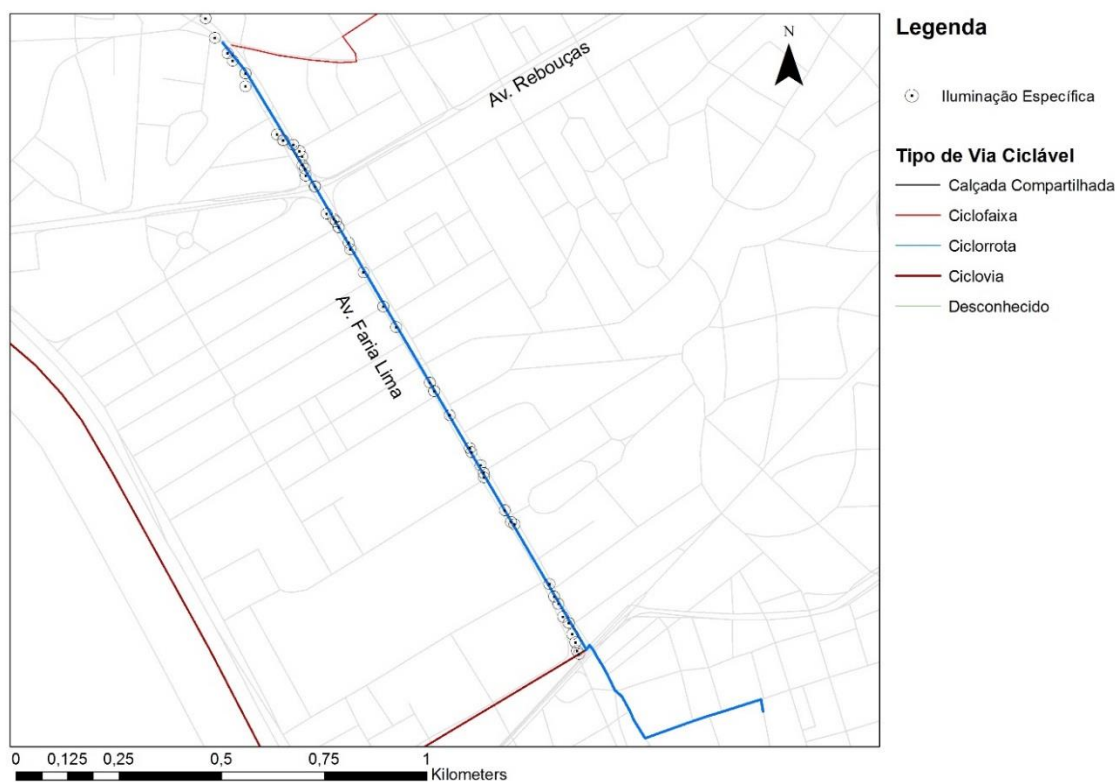 Legenda
N
Iluminação Específica
Av. Rebouças
Tipo de Via Ciclável
Calçada Compartilhada
Ciclofaixa
Ciclorrota
Ciclovia
Desconhecido
Av. Faria Lima
0 0,125 0,25 0,5 0,75 1
Kilometers